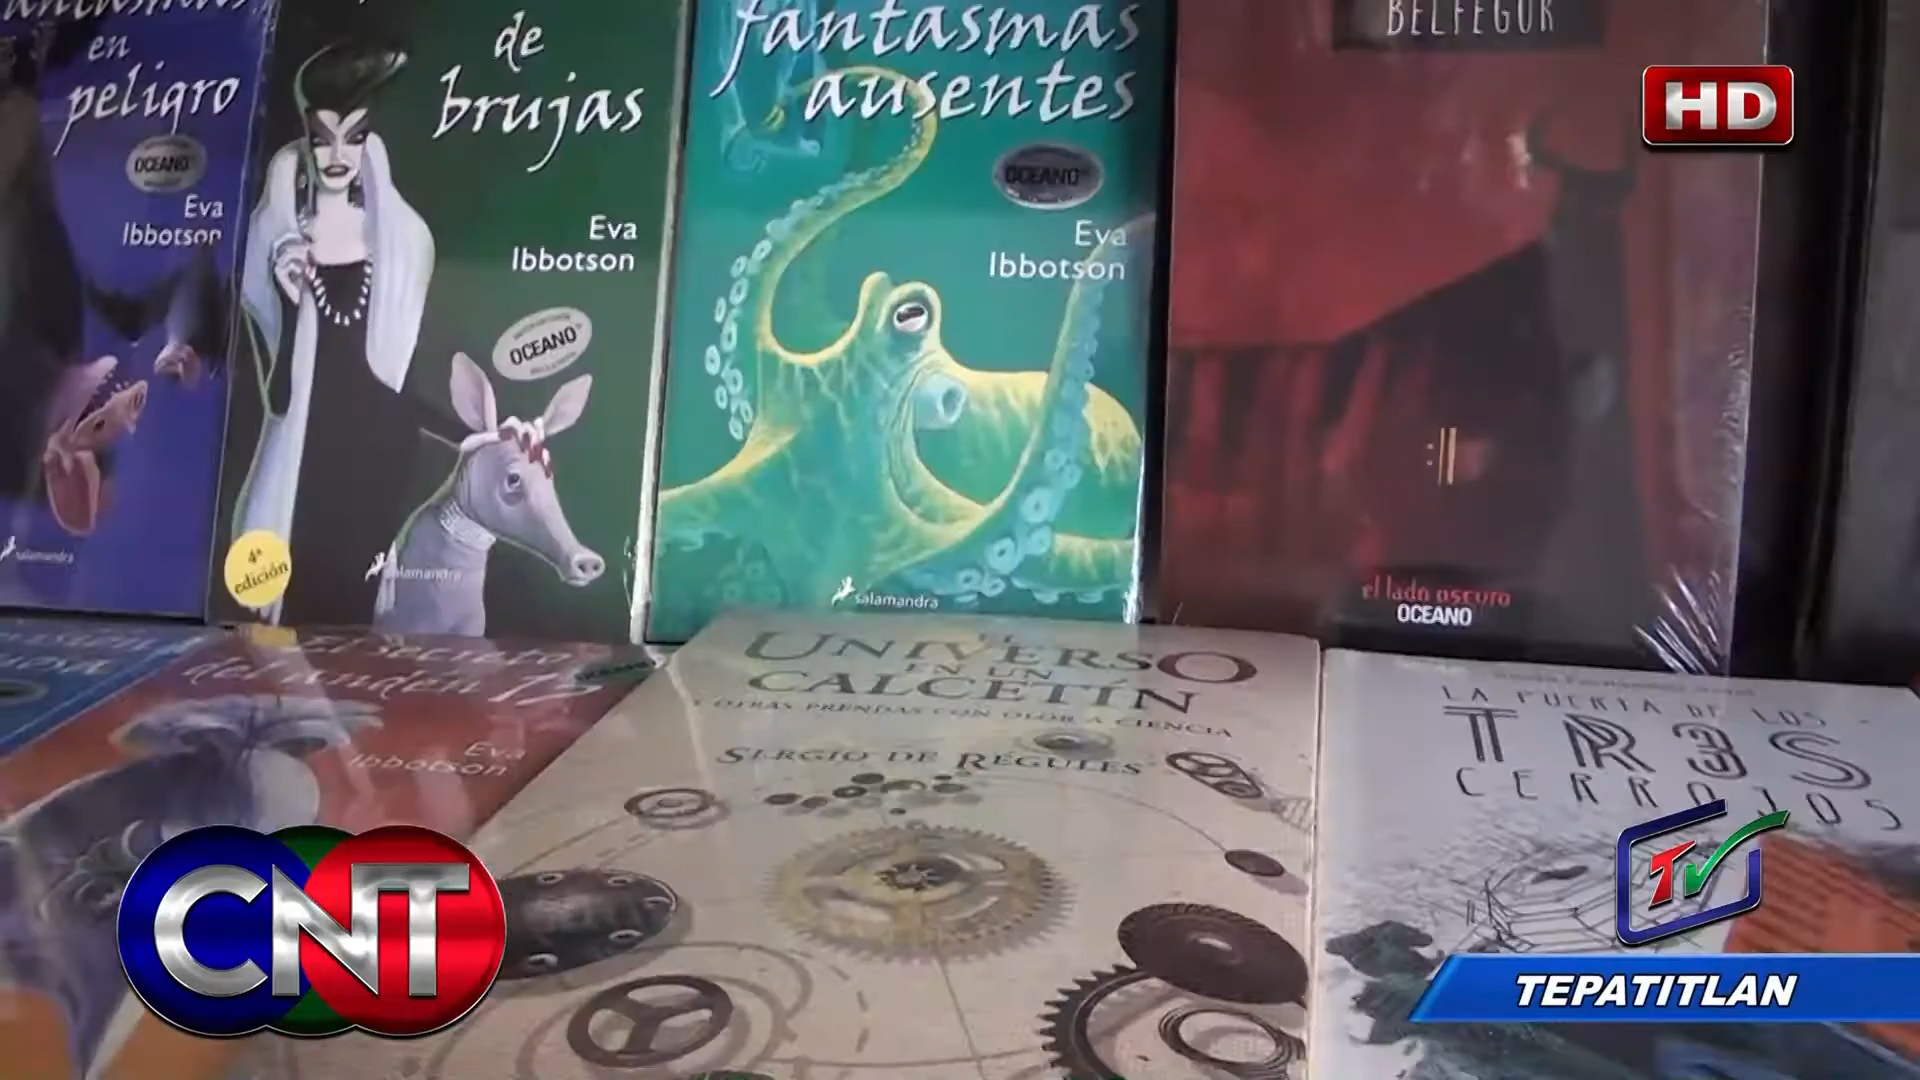 fantasmas
en
peligro
OCEANO
Eva
Ibbotson
salamandra
de
brujas
Eva
Ibbotson
OCEANO
4ª
edición
salamandra
fantasmas
ausentes
OCEANO
Eva
Ibbotson
salamandra
BELFEGOR
el lado oscuro
OCEANO
HD
El secreto
del andén 13
Eva
Ibbotson
EL
UNIVERSO
EN UN
CALCETÍN
Y OTRAS PRENDAS CON OLOR A CIENCIA
SERGIO DE RÉGULES
LA PUERTA DE LOS
TR3S
CERROJOS
CNT
TV
TEPATITLAN